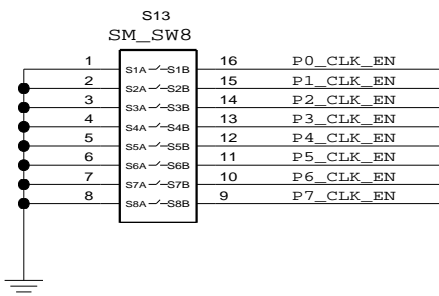 S13
SM_SW8
1 S1A S1B 16 P0_CLK_EN
2 S2A S2B 15 P1_CLK_EN
3 S3A S3B 14 P2_CLK_EN
4 S4A S4B 13 P3_CLK_EN
5 S5A S5B 12 P4_CLK_EN
6 S6A S6B 11 P5_CLK_EN
7 S7A S7B 10 P6_CLK_EN
8 S8A S8B 9 P7_CLK_EN